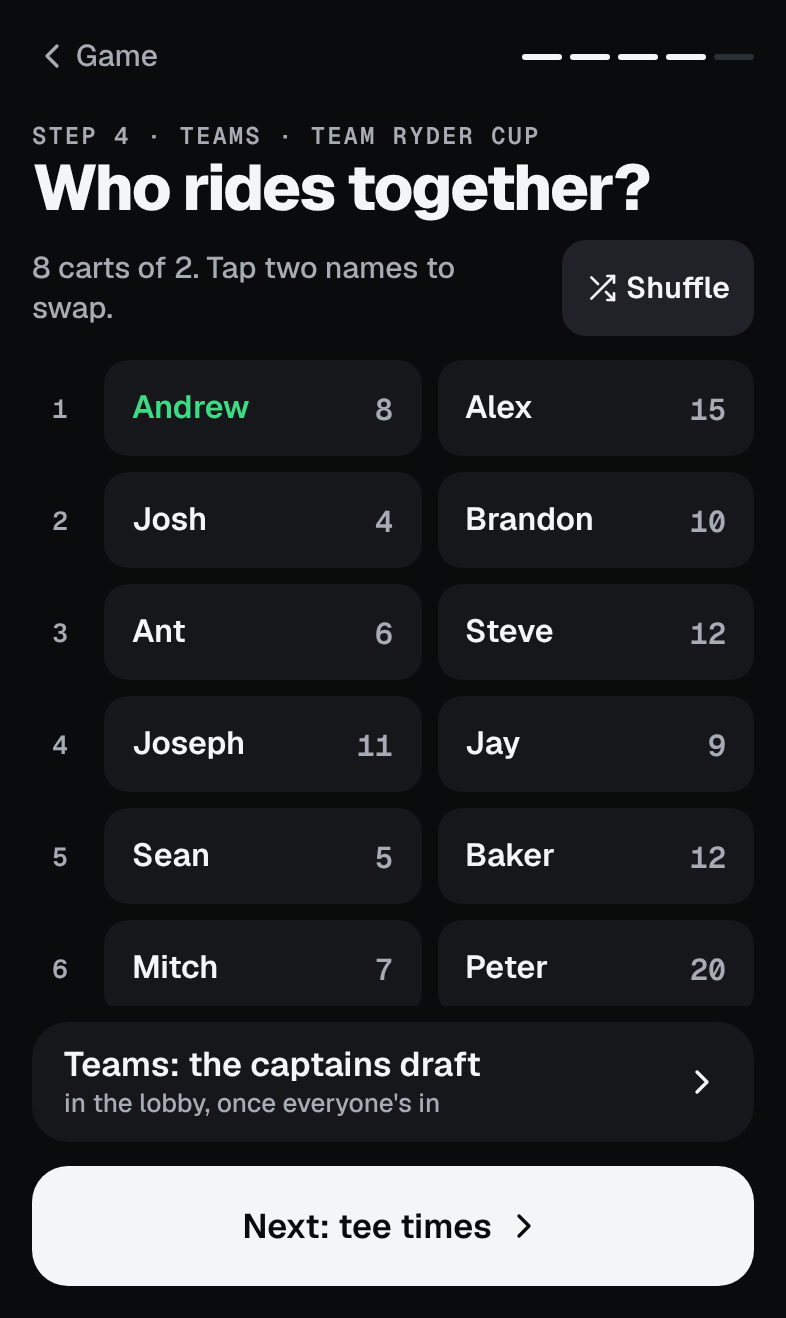 Game
STEP 4 · TEAMS · TEAM RYDER CUP
Who rides together?
8 carts of 2. Tap two names to
swap.
Shuffle
1 Andrew 8 Alex 15
2 Josh 4 Brandon 10
3 Ant 6 Steve 12
4 Joseph 11 Jay 9
5 Sean 5 Baker 12
6 Mitch 7 Peter 20
Teams: the captains draft
in the lobby, once everyone's in
Next: tee times